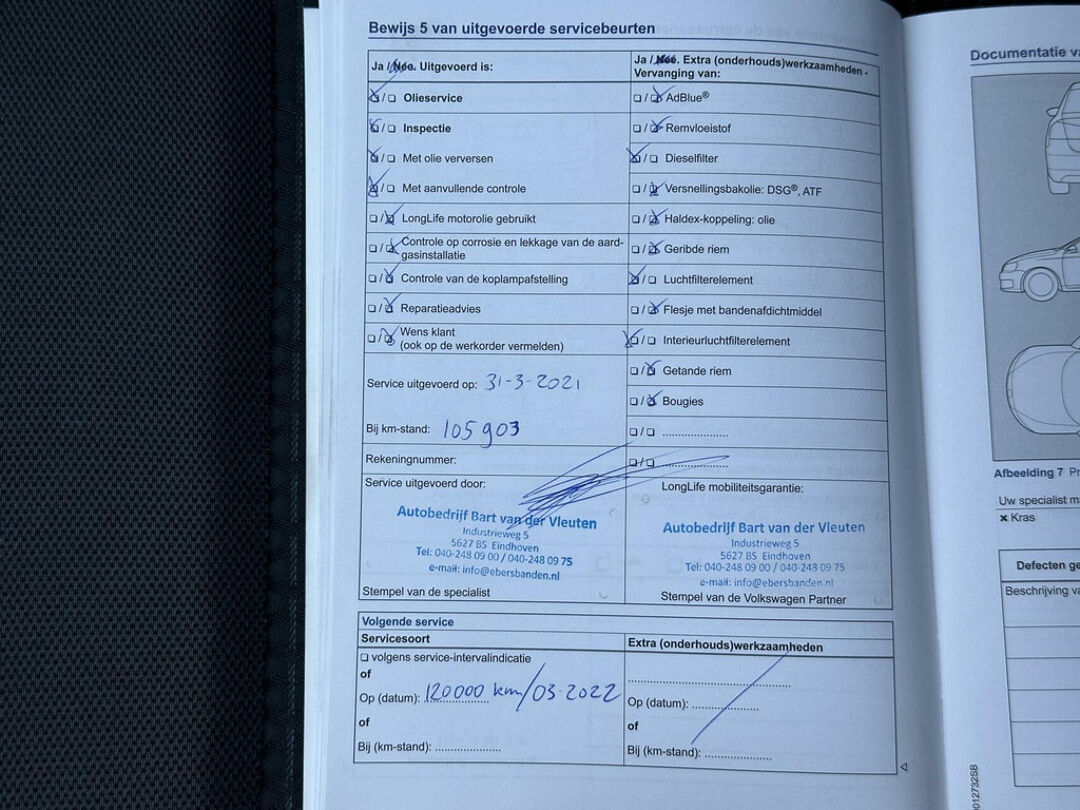 Bewijs 5 van uitgevoerde servicebeurten
Ja / Nee. Uitgevoerd is:
❑ / ❑ Olieservice
❑ / ❑ Inspectie
❑ / ❑ Met olie verversen
❑ / ❑ Met aanvullende controle
❑ / ❑ LongLife motorolie gebruikt
❑ / ❑ Controle op corrosie en lekkage van de aard-
gasinstallatie
❑ / ❑ Controle van de koplampafstelling
❑ / ❑ Reparatieadvies
❑ / ❑ Wens klant
(ook op de werkorder vermelden)
Service uitgevoerd op: 31-3-2021
Bij km-stand: 105903
Rekeningnummer:
Service uitgevoerd door:
Autobedrijf Bart van der Vleuten
Industrieweg 5
5627 BS Eindhoven
Tel: 040-248 09 00 / 040-248 09 75
e-mail: info@ebersbanden.nl
Stempel van de specialist
Ja / Nee. Extra (onderhouds)werkzaamheden -
Vervanging van:
❑ / ❑ AdBlue®
❑ / ❑ Remvloeistof
❑ / ❑ Dieselfilter
❑ / ❑ Versnellingsbakolie: DSG®, ATF
❑ / ❑ Haldex-koppeling: olie
❑ / ❑ Geribde riem
❑ / ❑ Luchtfilterelement
❑ / ❑ Flesje met bandenafdichtmiddel
❑ / ❑ Interieurluchtfilterelement
❑ / ❑ Getande riem
❑ / ❑ Bougies
❑ / ❑ ......................
❑ / ❑ ......................
LongLife mobiliteitsgarantie:
Autobedrijf Bart van der Vleuten
Industrieweg 5
5627 BS Eindhoven
Tel: 040-248 09 00 / 040-248 09 75
e-mail: info@ebersbanden.nl
Stempel van de Volkswagen Partner
Volgende service
Servicesoort
❑ volgens service-intervalindicatie
of
Op (datum): 120000 km/03-2022
of
Bij (km-stand): ......................
Extra (onderhouds)werkzaamheden
Op (datum): ......................
of
Bij (km-stand): ......................
Documentatie
Afbeelding 7
Uw specialist
✕ Kras
Defecten
Beschrijving
012732SB